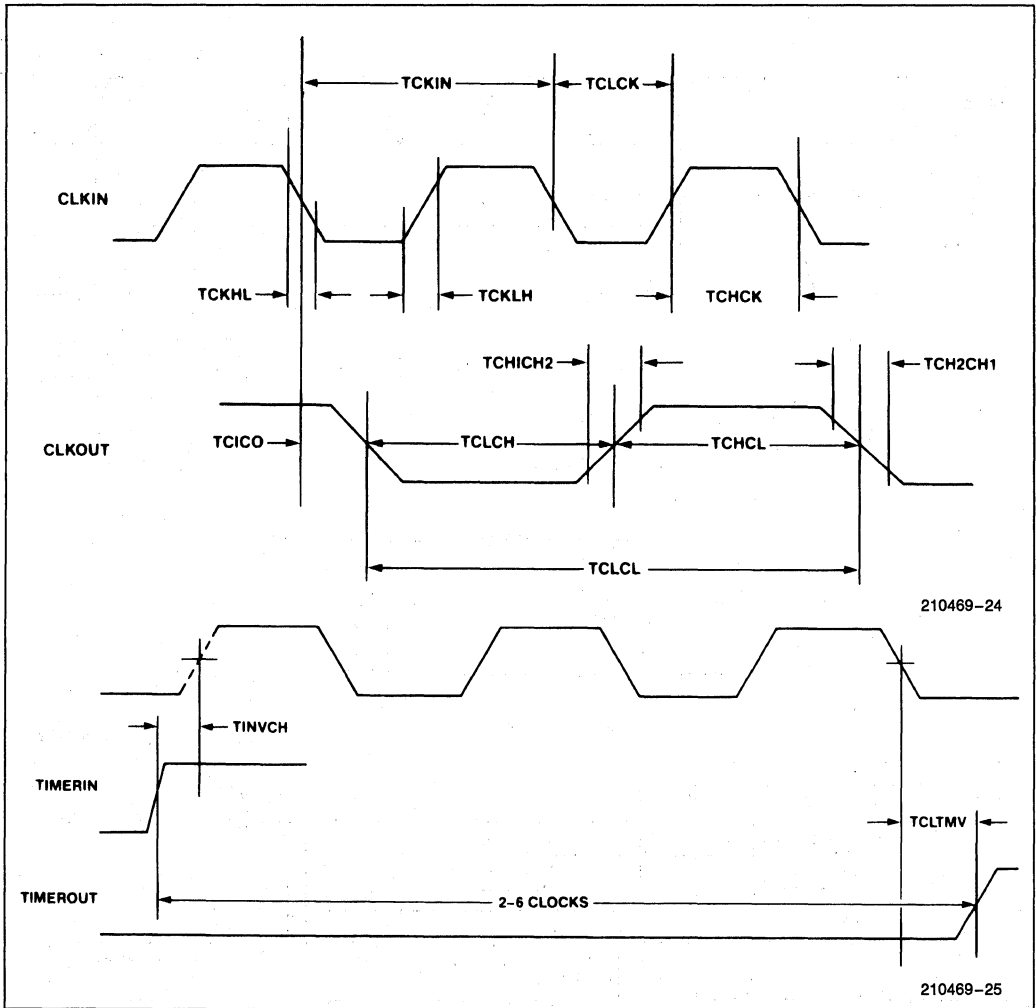 TCKIN
TCLCK
CLKIN
TCKHL
TCKLH
TCHCK
TCHICH2
TCH2CH1
CLKOUT
TCICO
TCLCH
TCHCL
TCLCL
210469-24
TINVCH
TIMERIN
TCLTMV
TIMEROUT
2-6 CLOCKS
210469-25